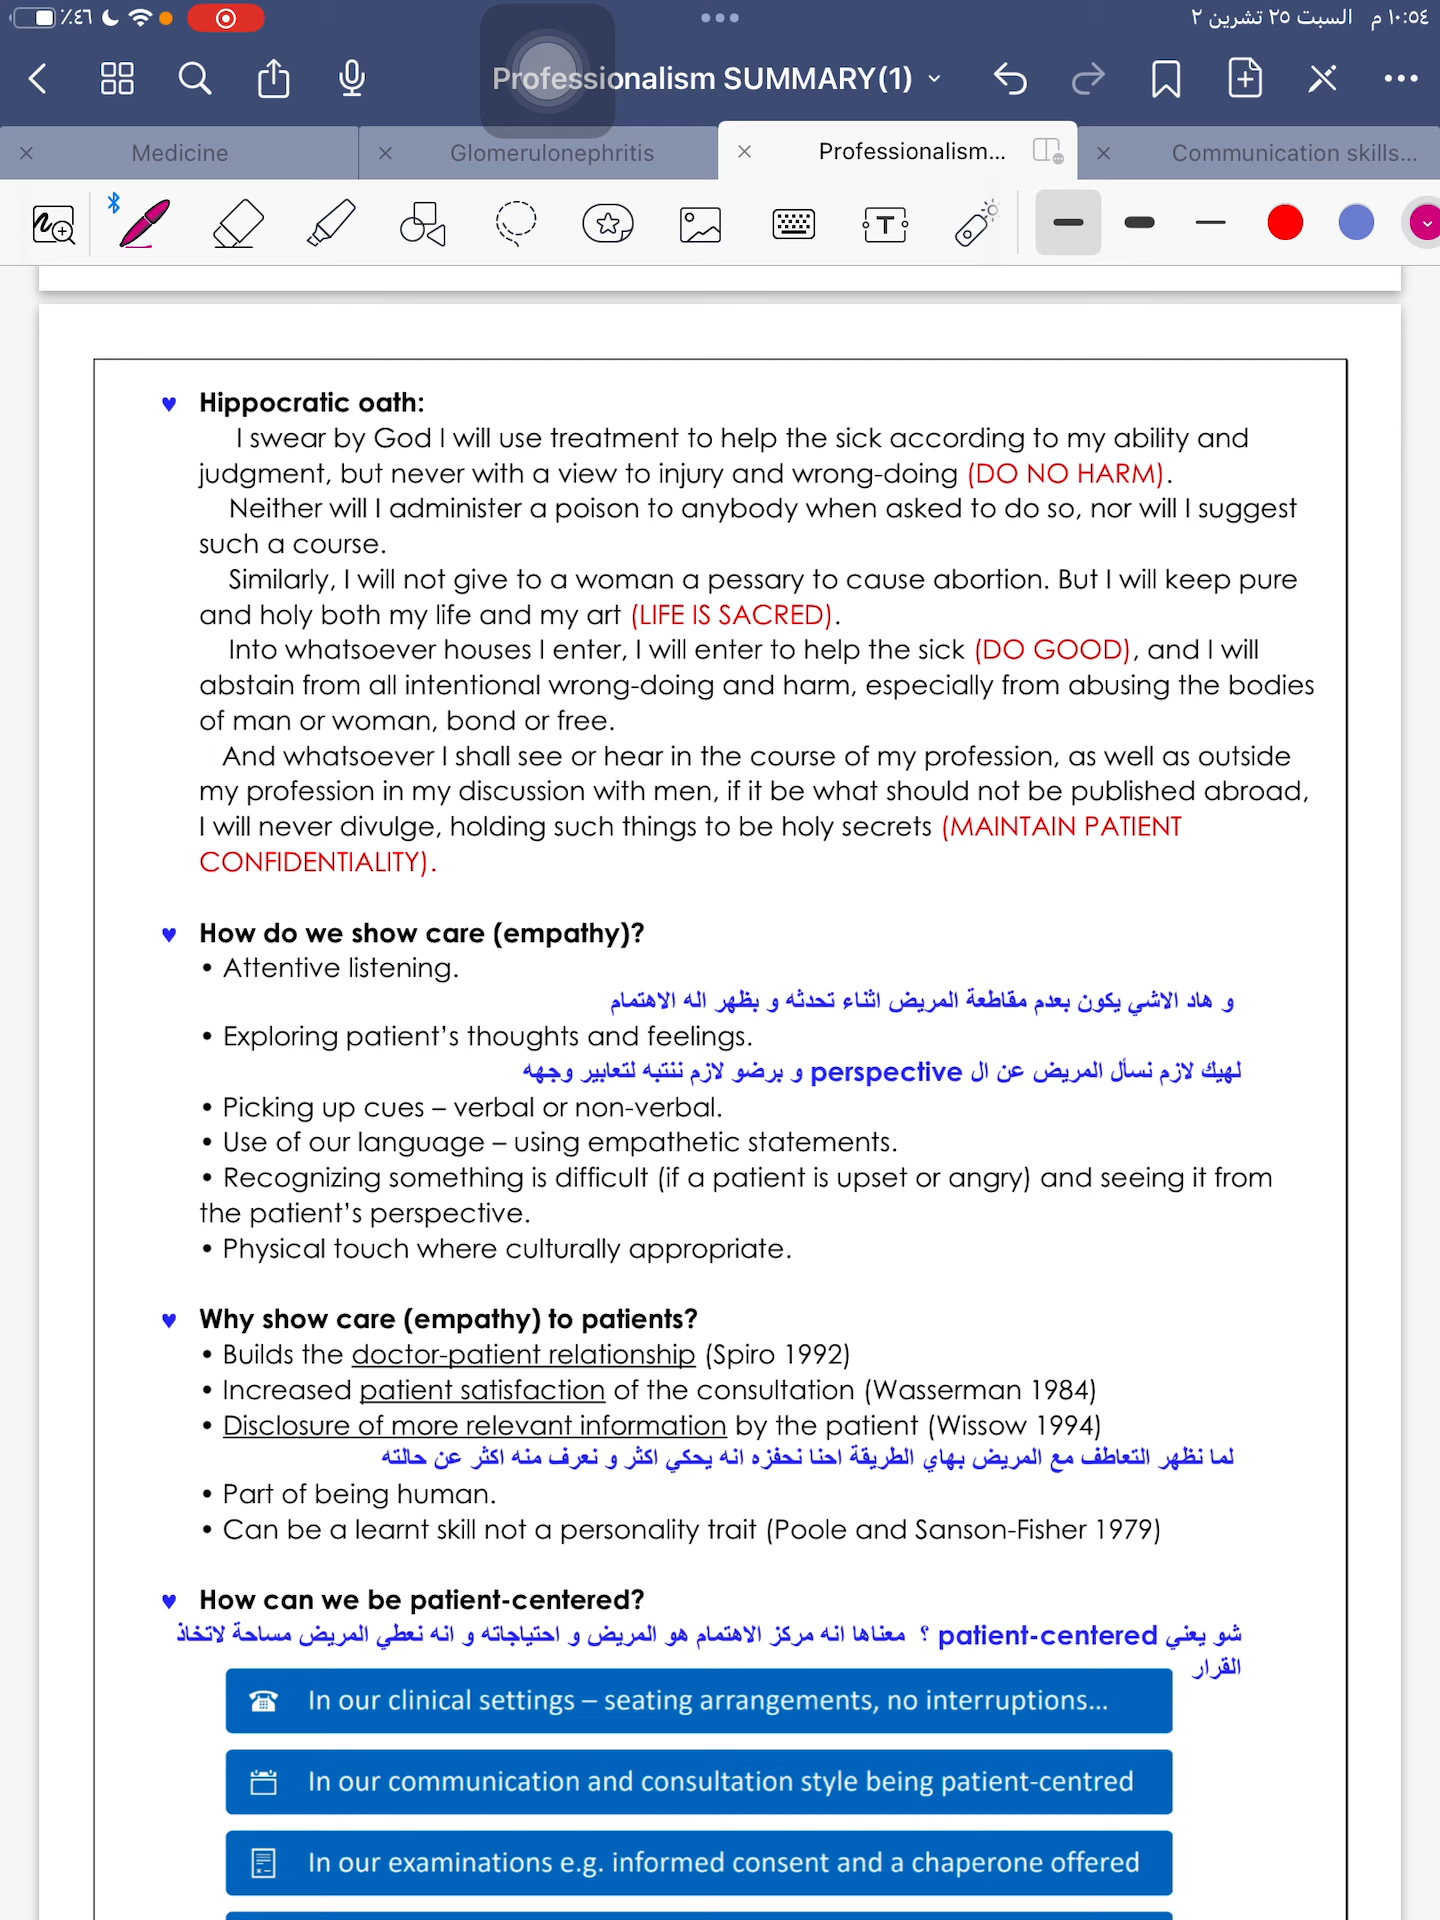 ٪٤٦
١٠:٥٤ م السبت ٢٥ تشرين ٢
Professionalism SUMMARY(1)
Medicine
Glomerulonephritis
Professionalism...
Communication skills...
♥ Hippocratic oath:
I swear by God I will use treatment to help the sick according to my ability and
judgment, but never with a view to injury and wrong-doing (DO NO HARM).
Neither will I administer a poison to anybody when asked to do so, nor will I suggest
such a course.
Similarly, I will not give to a woman a pessary to cause abortion. But I will keep pure
and holy both my life and my art (LIFE IS SACRED).
Into whatsoever houses I enter, I will enter to help the sick (DO GOOD), and I will
abstain from all intentional wrong-doing and harm, especially from abusing the bodies
of man or woman, bond or free.
And whatsoever I shall see or hear in the course of my profession, as well as outside
my profession in my discussion with men, if it be what should not be published abroad,
I will never divulge, holding such things to be holy secrets (MAINTAIN PATIENT
CONFIDENTIALITY).
♥ How do we show care (empathy)?
• Attentive listening.
و هاد الاشي يكون بعدم مقاطعة المريض اثناء تحدثه و بظهر اله الاهتمام
• Exploring patient's thoughts and feelings.
لهيك لازم نسأل المريض عن ال perspective و برضو لازم ننتبه لتعابير وجهه
• Picking up cues – verbal or non-verbal.
• Use of our language – using empathetic statements.
• Recognizing something is difficult (if a patient is upset or angry) and seeing it from
the patient's perspective.
• Physical touch where culturally appropriate.
♥ Why show care (empathy) to patients?
• Builds the doctor-patient relationship (Spiro 1992)
• Increased patient satisfaction of the consultation (Wasserman 1984)
• Disclosure of more relevant information by the patient (Wissow 1994)
لما نظهر التعاطف مع المريض بهاي الطريقة احنا نحفزه انه يحكي اكثر و نعرف منه اكثر عن حالته
• Part of being human.
• Can be a learnt skill not a personality trait (Poole and Sanson-Fisher 1979)
♥ How can we be patient-centered?
شو يعني patient-centered ؟ معناها انه مركز الاهتمام هو المريض و احتياجاته و انه نعطي المريض مساحة لاتخاذ
القرار
In our clinical settings – seating arrangements, no interruptions...
In our communication and consultation style being patient-centred
In our examinations e.g. informed consent and a chaperone offered